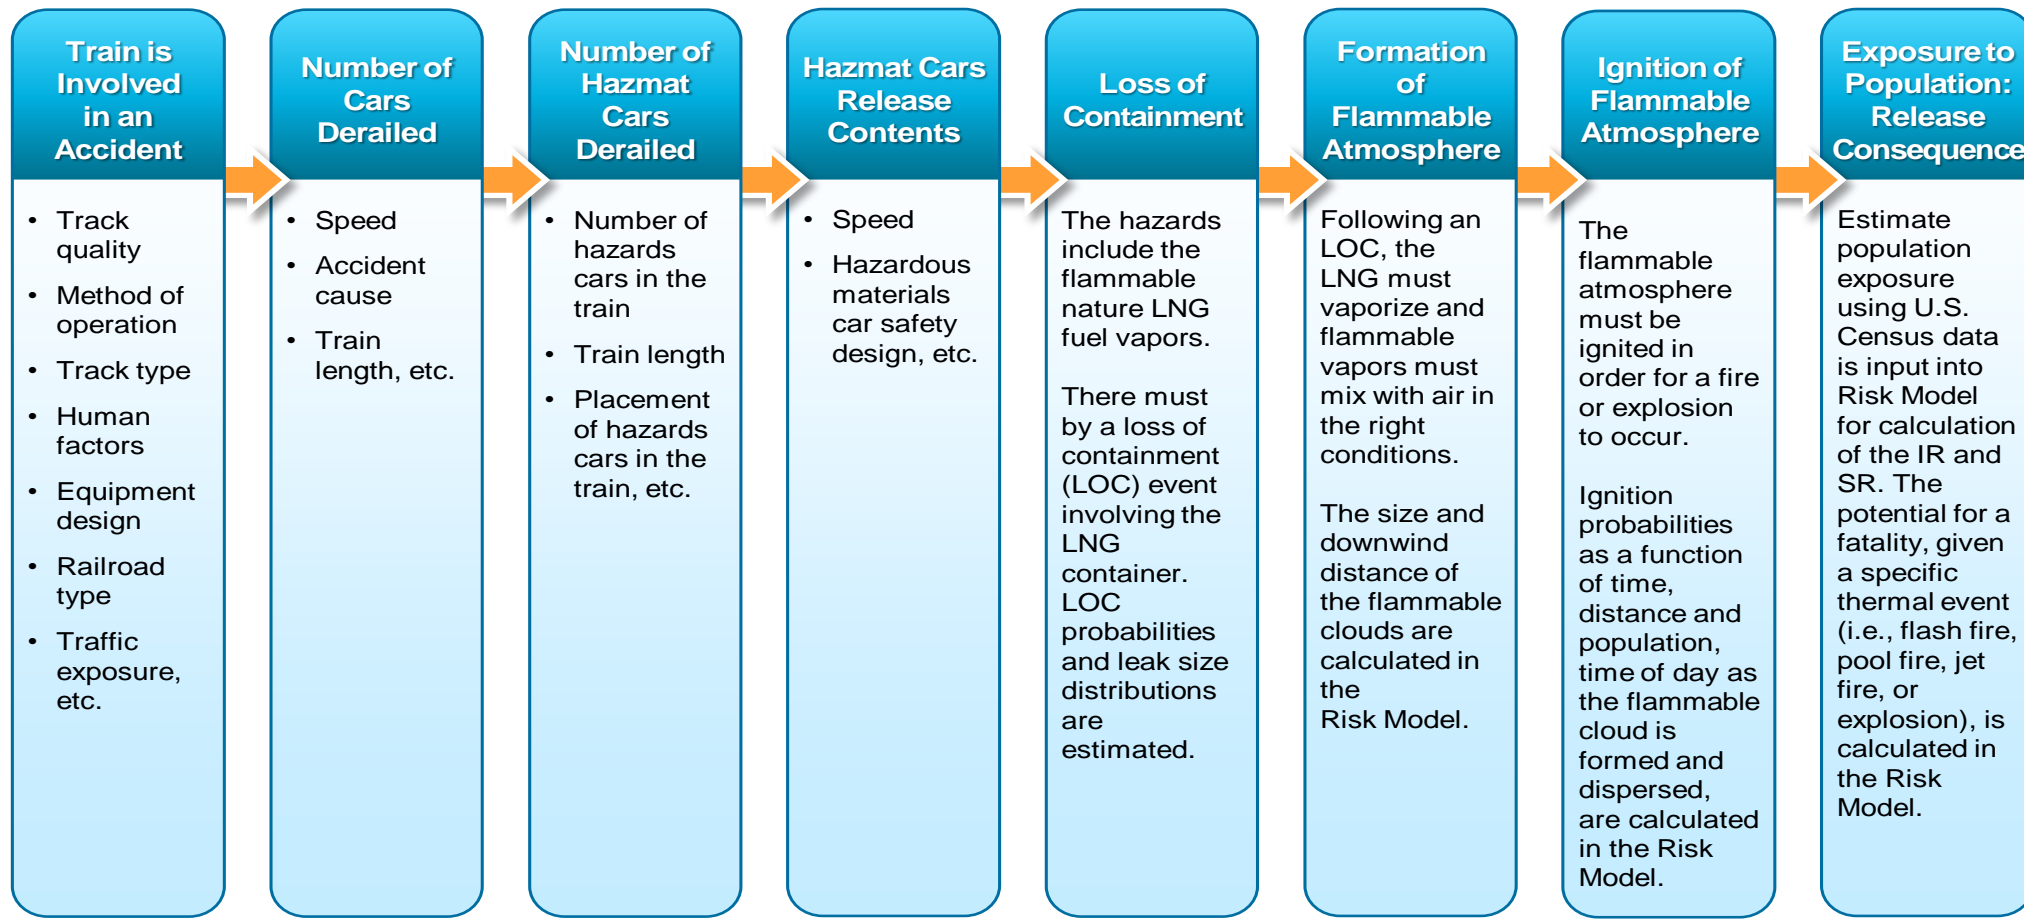 Train is
Involved
in an
Accident
• Track
quality
• Method of
operation
• Track type
• Human
factors
• Equipment
design
• Railroad
type
• Traffic
exposure,
etc.
Number of
Cars
Derailed
• Speed
• Accident
cause
• Train
length, etc.
Number of
Hazmat
Cars
Derailed
• Number of
hazards
cars in the
train
• Train length
• Placement
of hazards
cars in the
train, etc.
Hazmat Cars
Release
Contents
• Speed
• Hazardous
materials
car safety
design, etc.
Loss of
Containment
The hazards
include the
flammable
nature LNG
fuel vapors.
There must
by a loss of
containment
(LOC) event
involving the
LNG
container.
LOC
probabilities
and leak size
distributions
are
estimated.
Formation
of
Flammable
Atmosphere
Following an
LOC, the
LNG must
vaporize and
flammable
vapors must
mix with air in
the right
conditions.
The size and
downwind
distance of
the flammable
clouds are
calculated in
the
Risk Model.
Ignition of
Flammable
Atmosphere
The
flammable
atmosphere
must be
ignited in
order for a fire
or explosion
to occur.
Ignition
probabilities
as a function
of time,
distance and
population,
time of day as
the flammable
cloud is
formed and
dispersed,
are calculated
in the Risk
Model.
Exposure to
Population:
Release
Consequence
Estimate
population
exposure
using U.S.
Census data
is input into
Risk Model
for calculation
of the IR and
SR. The
potential for a
fatality, given
a specific
thermal event
(i.e., flash fire,
pool fire, jet
fire, or
explosion), is
calculated in
the Risk
Model.